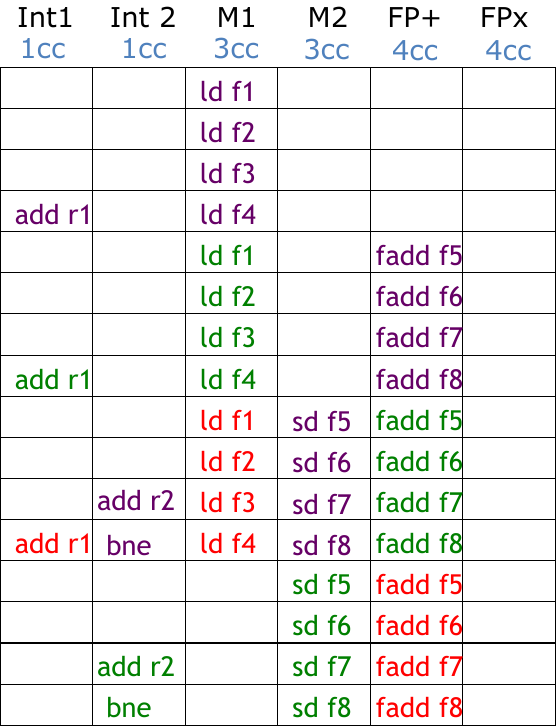 Int1 Int 2 M1 M2 FP+ FPx
1cc 1cc 3cc 3cc 4cc 4cc
ld f1
ld f2
ld f3
add r1 ld f4
ld f1 fadd f5
ld f2 fadd f6
ld f3 fadd f7
add r1 ld f4 fadd f8
ld f1 sd f5 fadd f5
ld f2 sd f6 fadd f6
add r2 ld f3 sd f7 fadd f7
add r1 bne ld f4 sd f8 fadd f8
sd f5 fadd f5
sd f6 fadd f6
add r2 sd f7 fadd f7
bne sd f8 fadd f8